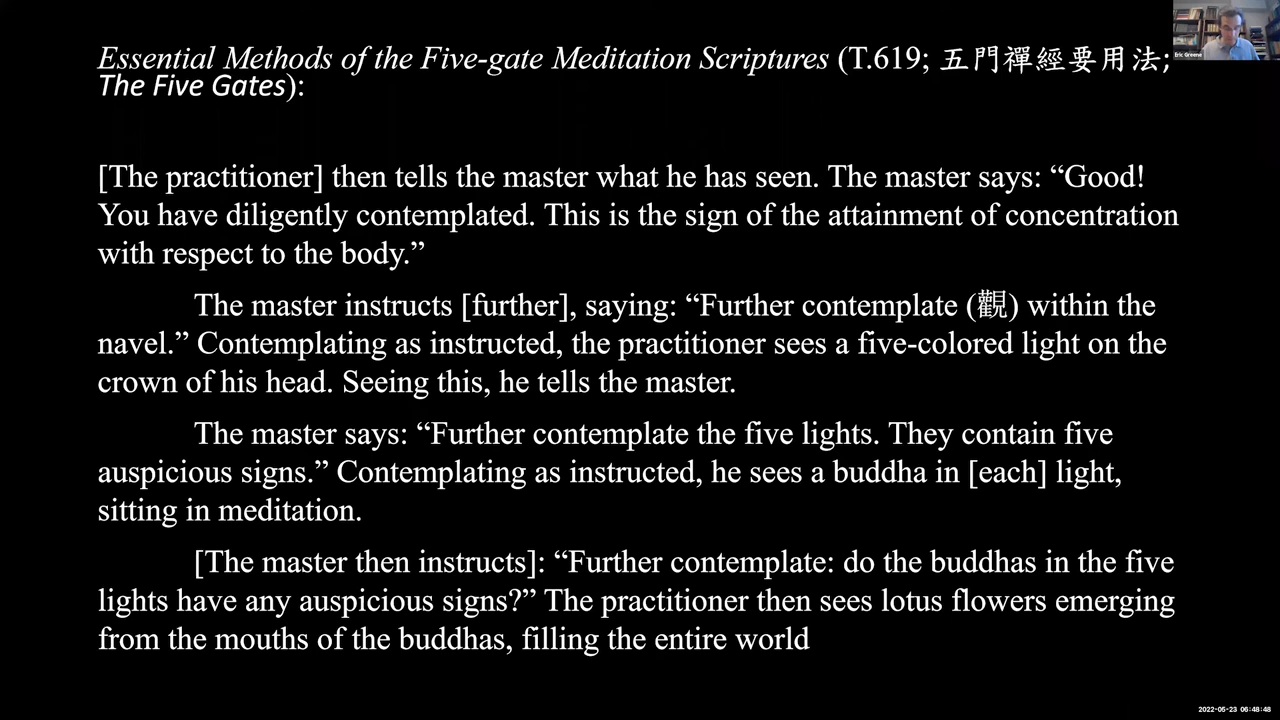 Essential Methods of the Five-gate Meditation Scriptures (T.619; 五門禪經要用法;
The Five Gates):
[The practitioner] then tells the master what he has seen. The master says: “Good!
You have diligently contemplated. This is the sign of the attainment of concentration
with respect to the body.”
The master instructs [further], saying: “Further contemplate (觀) within the
navel.” Contemplating as instructed, the practitioner sees a five-colored light on the
crown of his head. Seeing this, he tells the master.
The master says: “Further contemplate the five lights. They contain five
auspicious signs.” Contemplating as instructed, he sees a buddha in [each] light,
sitting in meditation.
[The master then instructs]: “Further contemplate: do the buddhas in the five
lights have any auspicious signs?” The practitioner then sees lotus flowers emerging
from the mouths of the buddhas, filling the entire world
Eric Greene
2022-05-23 06:48:48